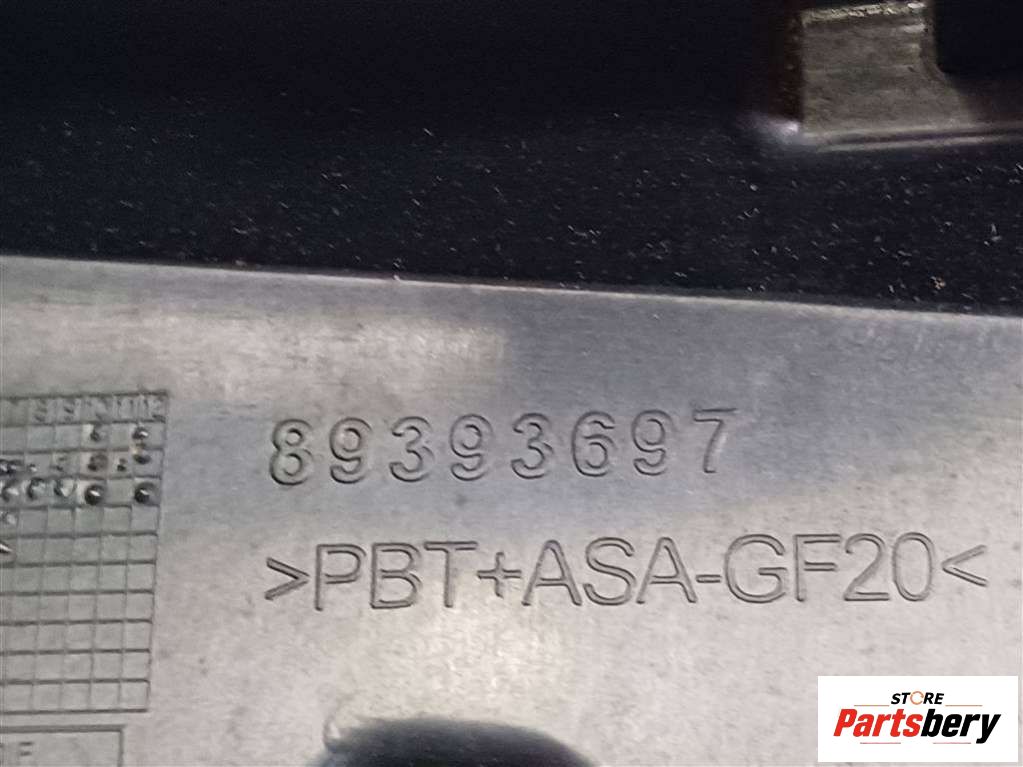 89393697
>PBT+ASA-GF20<
STORE
Partsbery